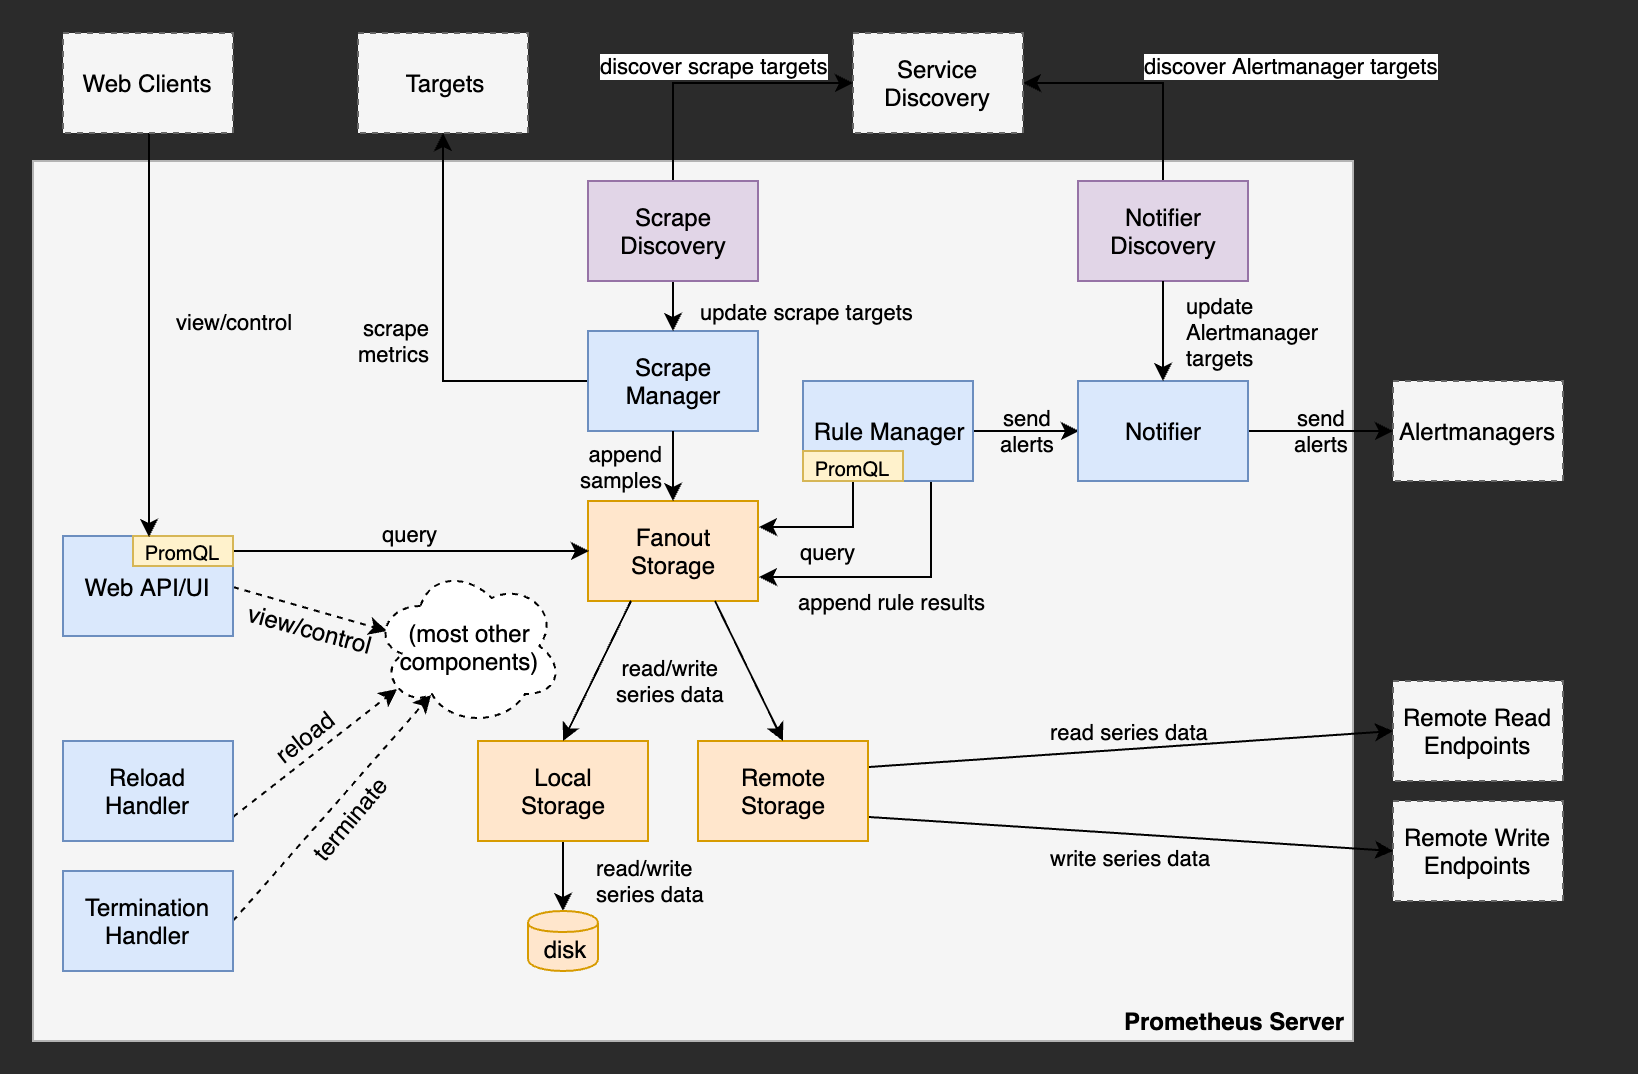 Web Clients
Targets
discover scrape targets
Service
Discovery
discover Alertmanager targets
Scrape
Discovery
Notifier
Discovery
view/control
scrape
metrics
update scrape targets
update
Alertmanager
targets
Scrape
Manager
Rule Manager
PromQL
send
alerts
Notifier
send
alerts
Alertmanagers
append
samples
PromQL
Web API/UI
query
Fanout
Storage
query
append rule results
view/control
(most other
components)
read/write
series data
reload
Reload
Handler
terminate
Local
Storage
Remote
Storage
read series data
Remote Read
Endpoints
write series data
Remote Write
Endpoints
Termination
Handler
read/write
series data
disk
Prometheus Server